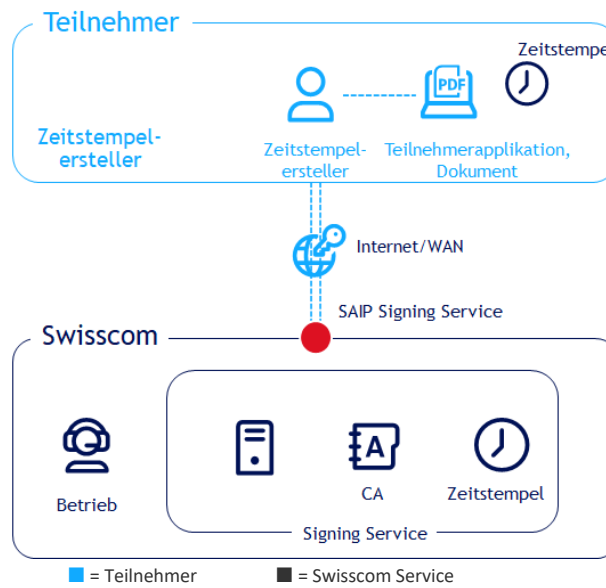 Teilnehmer
Zeitstempe
Zeitstempel-
ersteller
Zeitstempel-
ersteller
Teilnehmerapplikation,
Dokument
PDF
Internet/WAN
SAIP Signing Service
Swisscom
Betrieb
A
CA
Zeitstempel
Signing Service
= Teilnehmer
= Swisscom Service